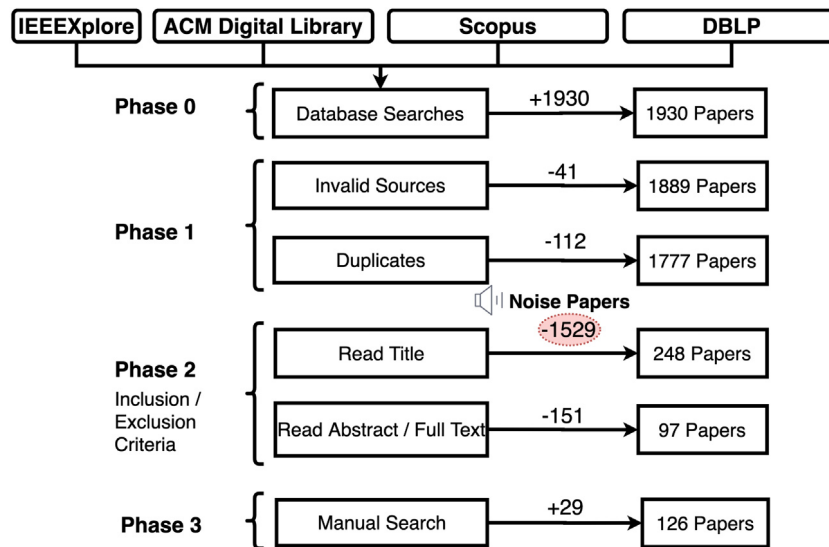 IEEEXplore
ACM Digital Library
Scopus
DBLP
Phase 0
Database Searches
+1930
1930 Papers
Phase 1
Invalid Sources
-41
1889 Papers
Duplicates
-112
1777 Papers
Noise Papers
-1529
Phase 2
Inclusion /
Exclusion
Criteria
Read Title
248 Papers
Read Abstract / Full Text
-151
97 Papers
Phase 3
Manual Search
+29
126 Papers